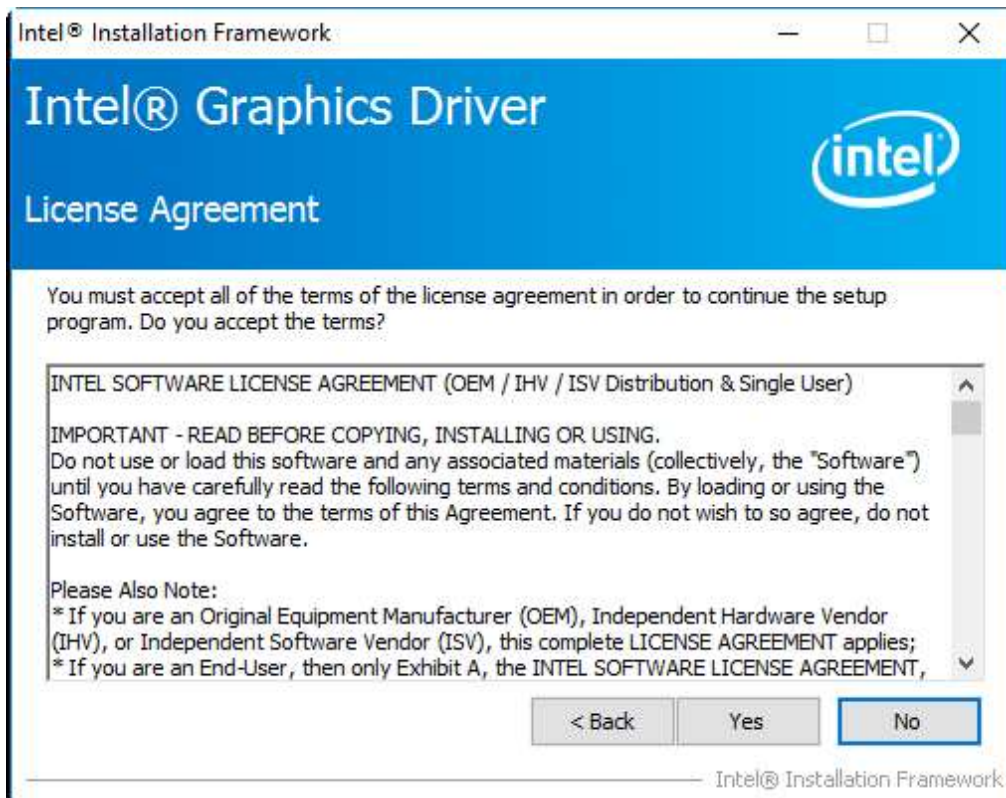 Intel® Installation Framework
Intel® Graphics Driver
intel
License Agreement
You must accept all of the terms of the license agreement in order to continue the setup
program. Do you accept the terms?
INTEL SOFTWARE LICENSE AGREEMENT (OEM / IHV / ISV Distribution & Single User)
IMPORTANT - READ BEFORE COPYING, INSTALLING OR USING.
Do not use or load this software and any associated materials (collectively, the "Software")
until you have carefully read the following terms and conditions. By loading or using the
Software, you agree to the terms of this Agreement. If you do not wish to so agree, do not
install or use the Software.
Please Also Note:
* If you are an Original Equipment Manufacturer (OEM), Independent Hardware Vendor
(IHV), or Independent Software Vendor (ISV), this complete LICENSE AGREEMENT applies;
* If you are an End-User, then only Exhibit A, the INTEL SOFTWARE LICENSE AGREEMENT,
< Back Yes No
Intel® Installation Framework